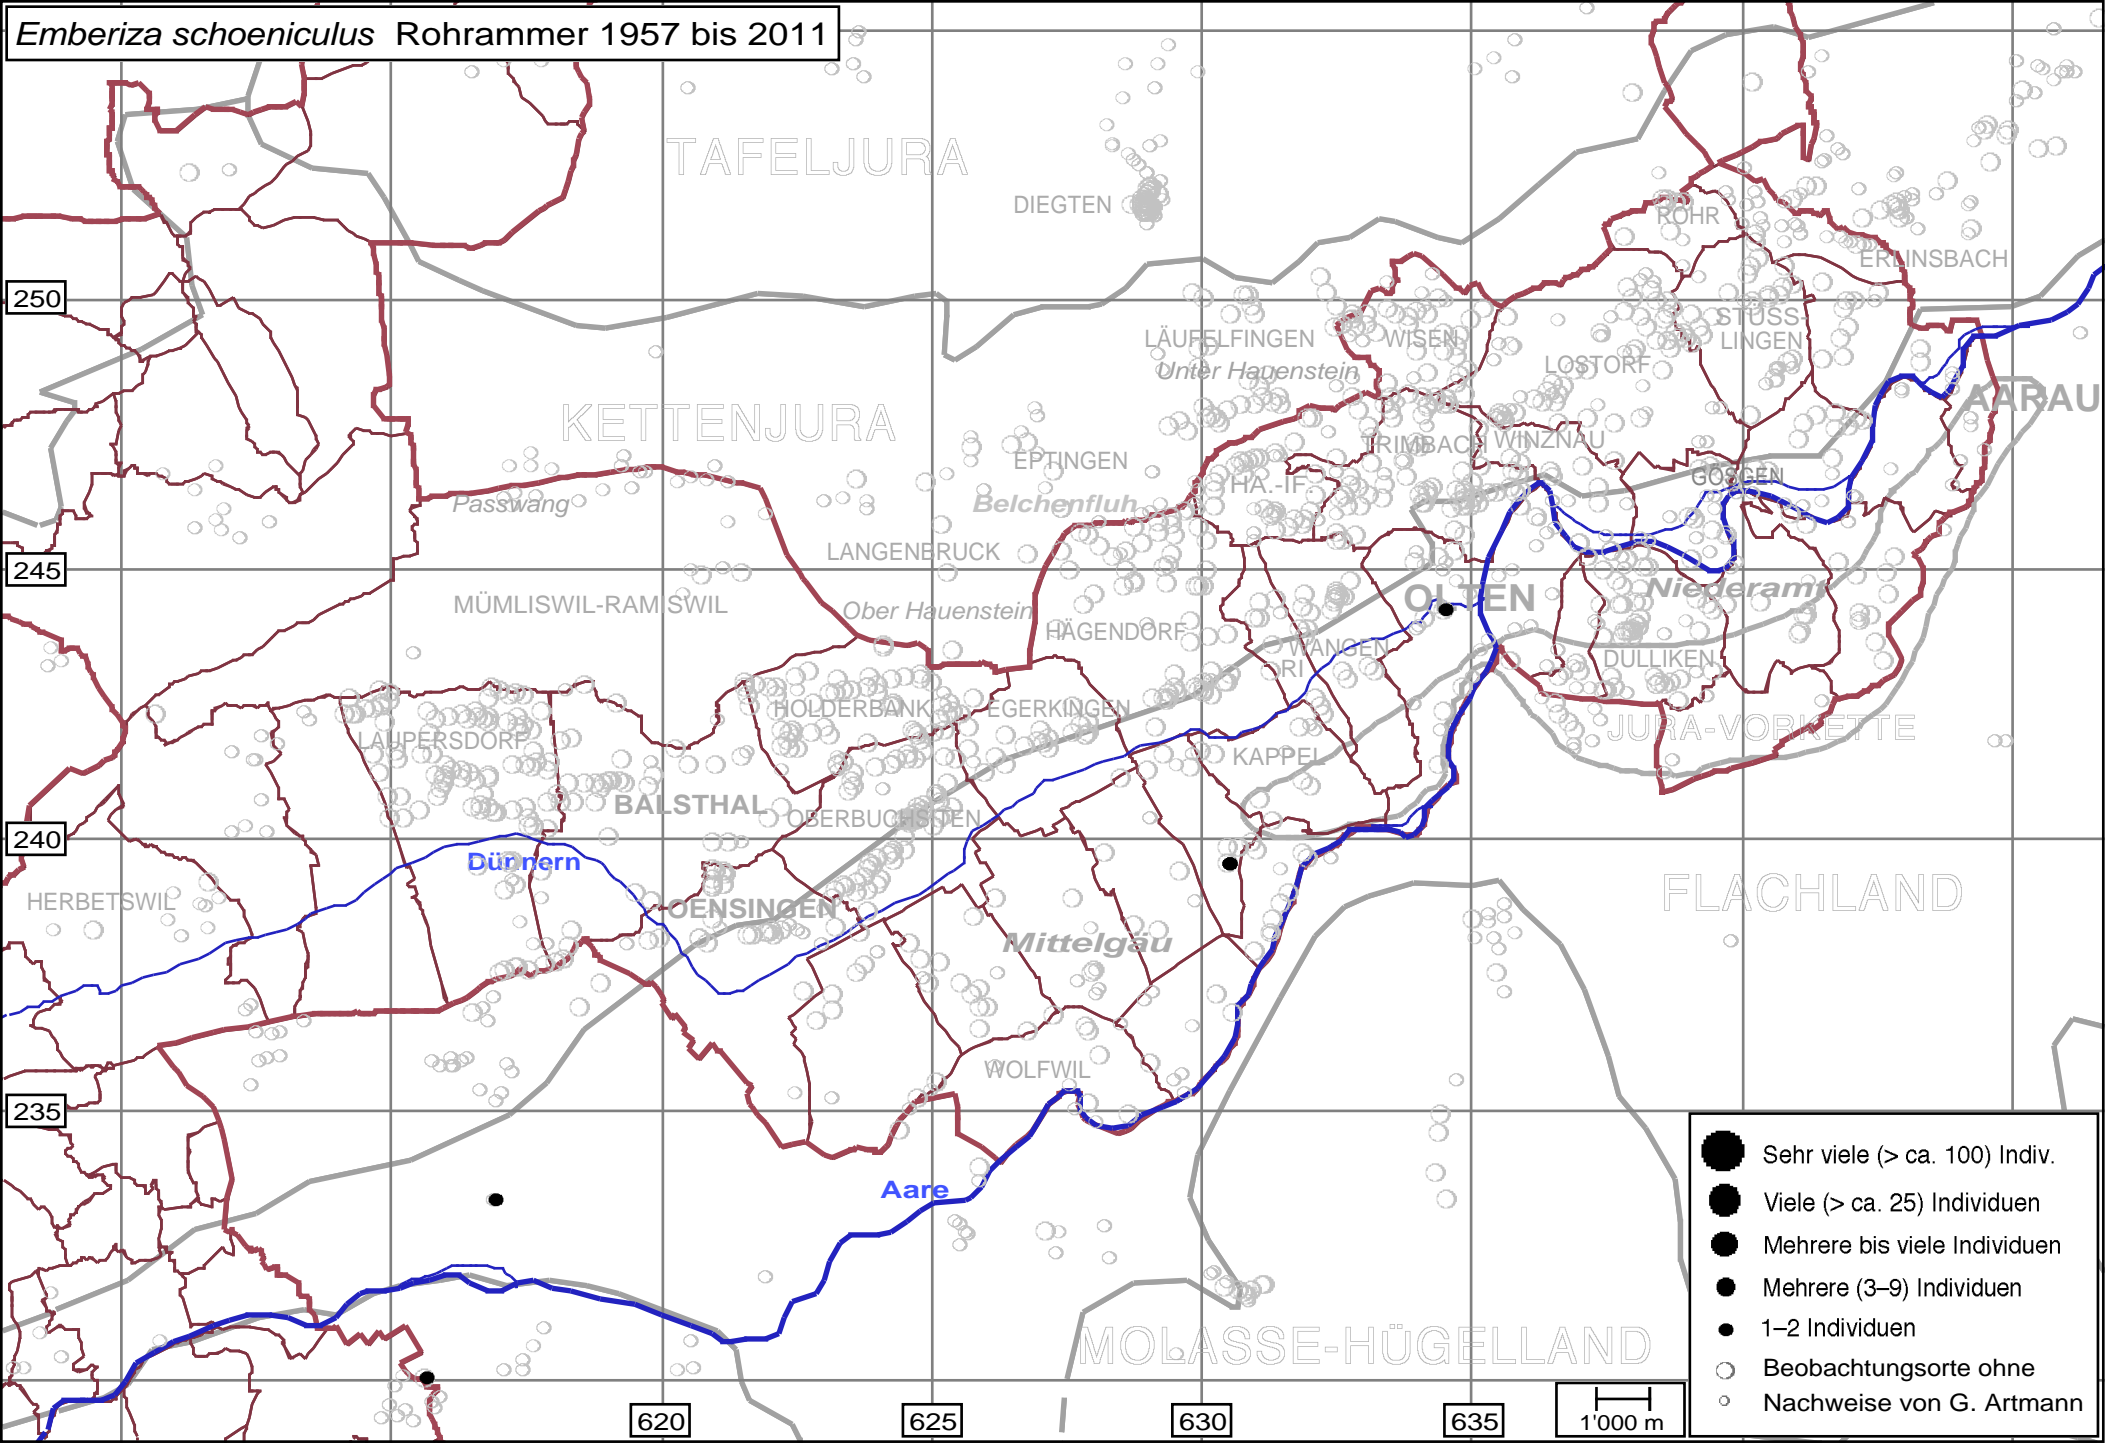 Emberiza schoeniculus Rohrammer 1957 bis 2011
TAFELJURA
DIEGTEN
ROHR
ERLINSBACH
250
STÜSS-
LINGEN
LÄUFELFINGEN
WISEN
Unter Hauenstein
LOSTORF
AARAU
KETTENJURA
TRIMBACH
WINZNAU
EPTINGEN
GÖSGEN
HA.-IF.
Passwang
Belchenfluh
LANGENBRUCK
245
MÜMLISWIL-RAMISWIL
Ober Hauenstein
OLTEN
Niederamt
HÄGENDORF
WANGEN
RI
DULLIKEN
HOLDERBANK
EGERKINGEN
JURA-VORKETTE
LAUPERSDORF
KAPPEL
BALSTHAL
OBERBUCHSITEN
240
Dünnern
HERBETSWIL
OENSINGEN
FLACHLAND
Mittelgäu
WOLFWIL
235
Aare
MOLASSE-HÜGELLAND
Sehr viele (> ca. 100) Indiv.
Viele (> ca. 25) Individuen
Mehrere bis viele Individuen
Mehrere (3–9) Individuen
1–2 Individuen
Beobachtungsorte ohne
Nachweise von G. Artmann
620
625
630
635
1'000 m